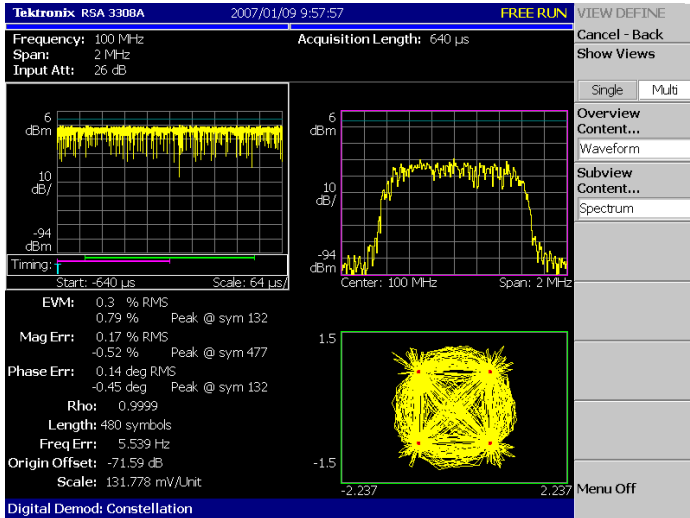 Tektronix RSA 3308A 2007/01/09 9:57:57 FREE RUN
VIEW DEFINE
Frequency: 100 MHz Acquisition Length: 640 µs
Span: 2 MHz
Input Att: 26 dB
Cancel - Back
Show Views
Single Multi
Overview
Content...
Waveform
Subview
Content...
Spectrum
Menu Off
6
dBm
10
dB/
-94
dBm
Timing:
Start: -640 µs Scale: 64 µs/
6
dBm
10
dB/
-94
dBm
Center: 100 MHz Span: 2 MHz
EVM: 0.3 % RMS
0.79 % Peak @ sym 132
Mag Err: 0.17 % RMS
-0.52 % Peak @ sym 477
Phase Err: 0.14 deg RMS
-0.45 deg Peak @ sym 132
Rho: 0.9999
Length: 480 symbols
Freq Err: 5.539 Hz
Origin Offset: -71.59 dB
Scale: 131.778 mV/Unit
1.5
-1.5
-2.237 2.237
Digital Demod: Constellation